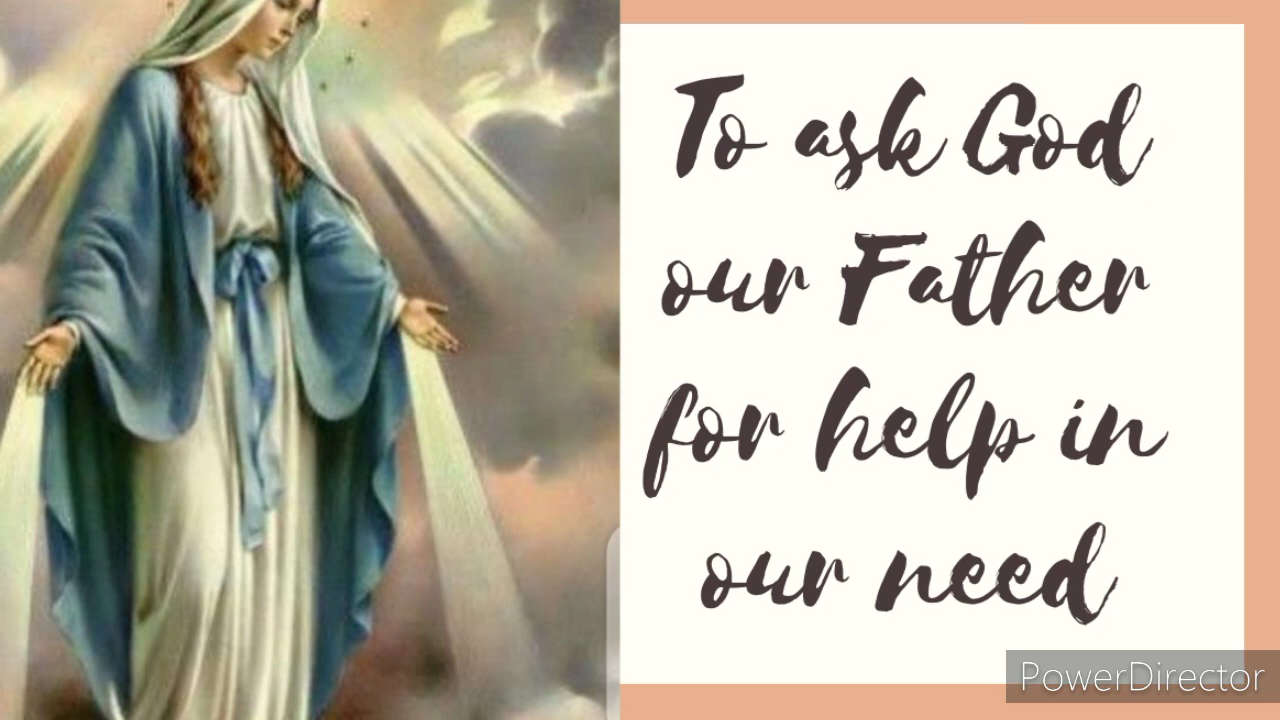 To ask God
our Father
for help in
our need
PowerDirector